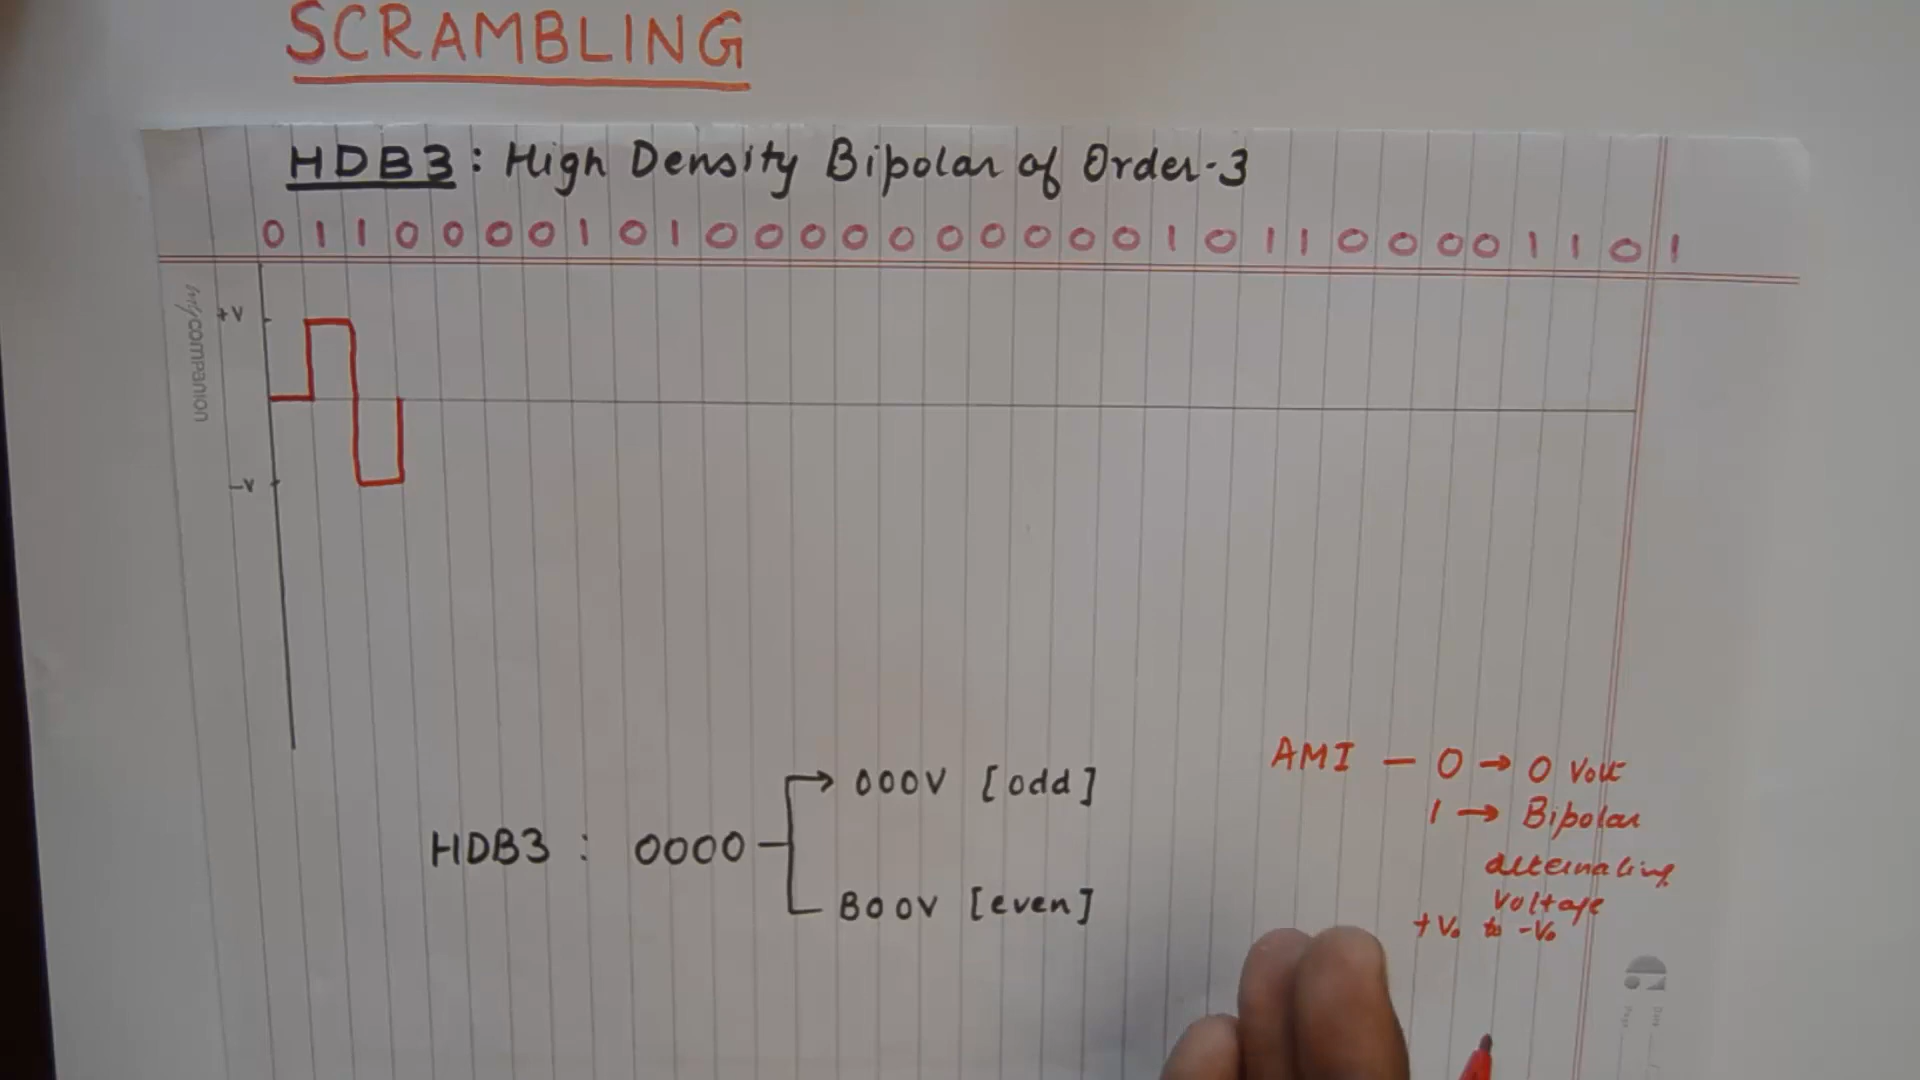 SCRAMBLING
HDB3 : High Density Bipolar of Order-3
0 1 1 0 0 0 0 1 0 1 0 0 0 0 0 0 0 0 0 0 1 0 1 1 0 0 0 0 1 1 0 1
+V
-V
mycompanion
HDB3 : 0000
000V [odd]
B00V [even]
AMI — 0 → 0 Volt
1 → Bipolar
alternating
voltage
+V₀ to -V₀
Date
Page